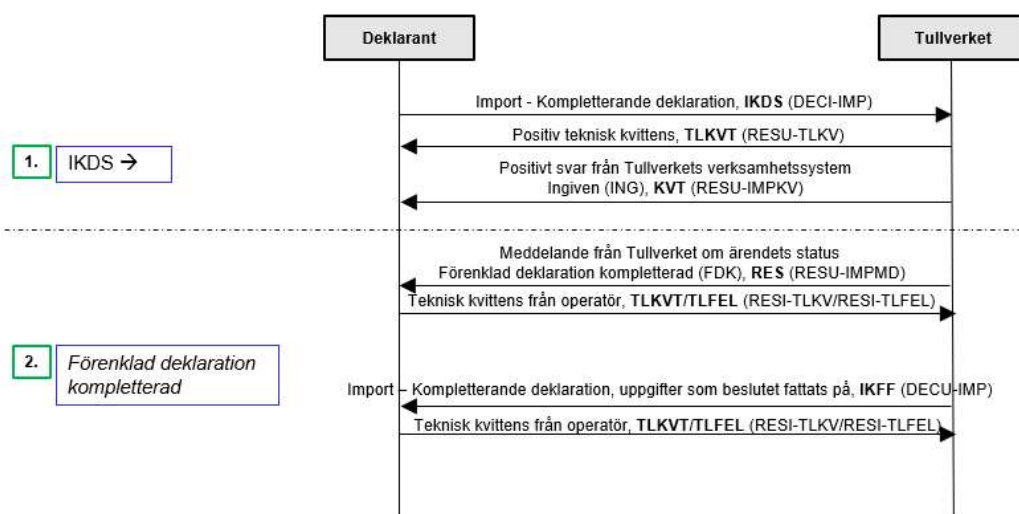 Deklarant
Tullverket
Import - Kompletterande deklaration, IKDS (DECI-IMP)
Positiv teknisk kvittens, TLKVT (RESU-TLKV)
1.
IKDS →
Positivt svar från Tullverkets verksamhetssystem
Ingiven (ING), KVT (RESU-IMPKV)
Meddelande från Tullverket om ärendets status
Förenklad deklaration kompletterad (FDK), RES (RESU-IMPMD)
Teknisk kvittens från operatör, TLKVT/TLFEL (RESI-TLKV/RESI-TLFEL)
2.
Förenklad deklaration
kompletterad
Import – Kompletterande deklaration, uppgifter som beslutet fattats på, IKFF (DECU-IMP)
Teknisk kvittens från operatör, TLKVT/TLFEL (RESI-TLKV/RESI-TLFEL)